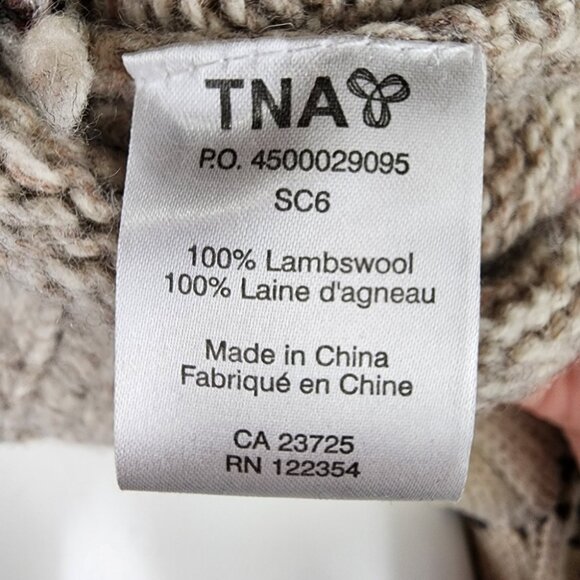 TNA
P.O. 4500029095
SC6
100% Lambswool
100% Laine d'agneau
Made in China
Fabriqué en Chine
CA 23725
RN 122354